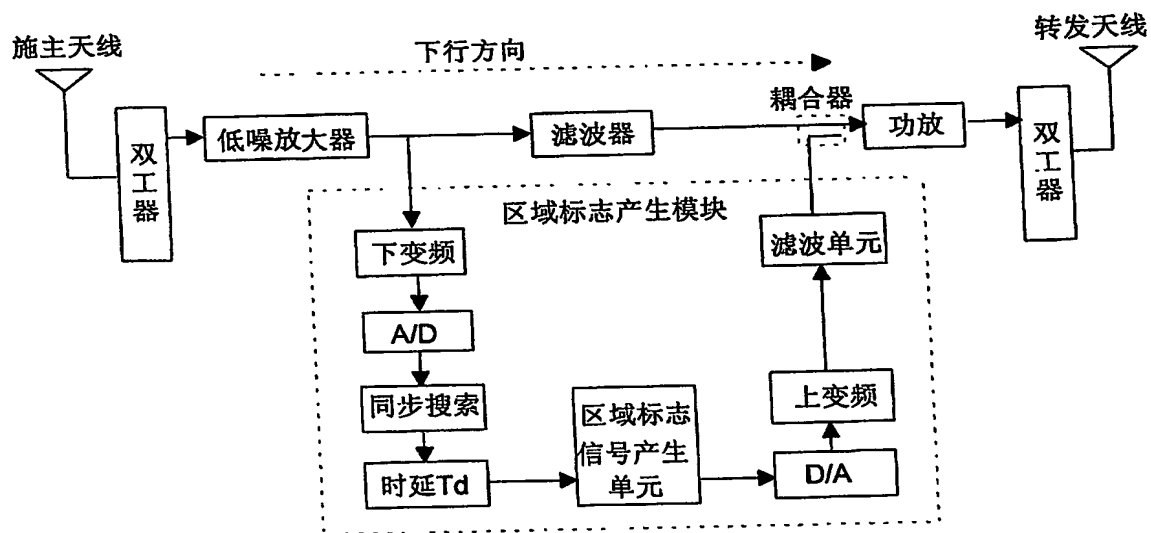 施主天线
下行方向
转发天线
耦合器
双工器
低噪放大器
滤波器
功放
双工器
区域标志产生模块
下变频
滤波单元
A/D
同步搜索
区域标志
信号产生
单元
上变频
时延Td
D/A